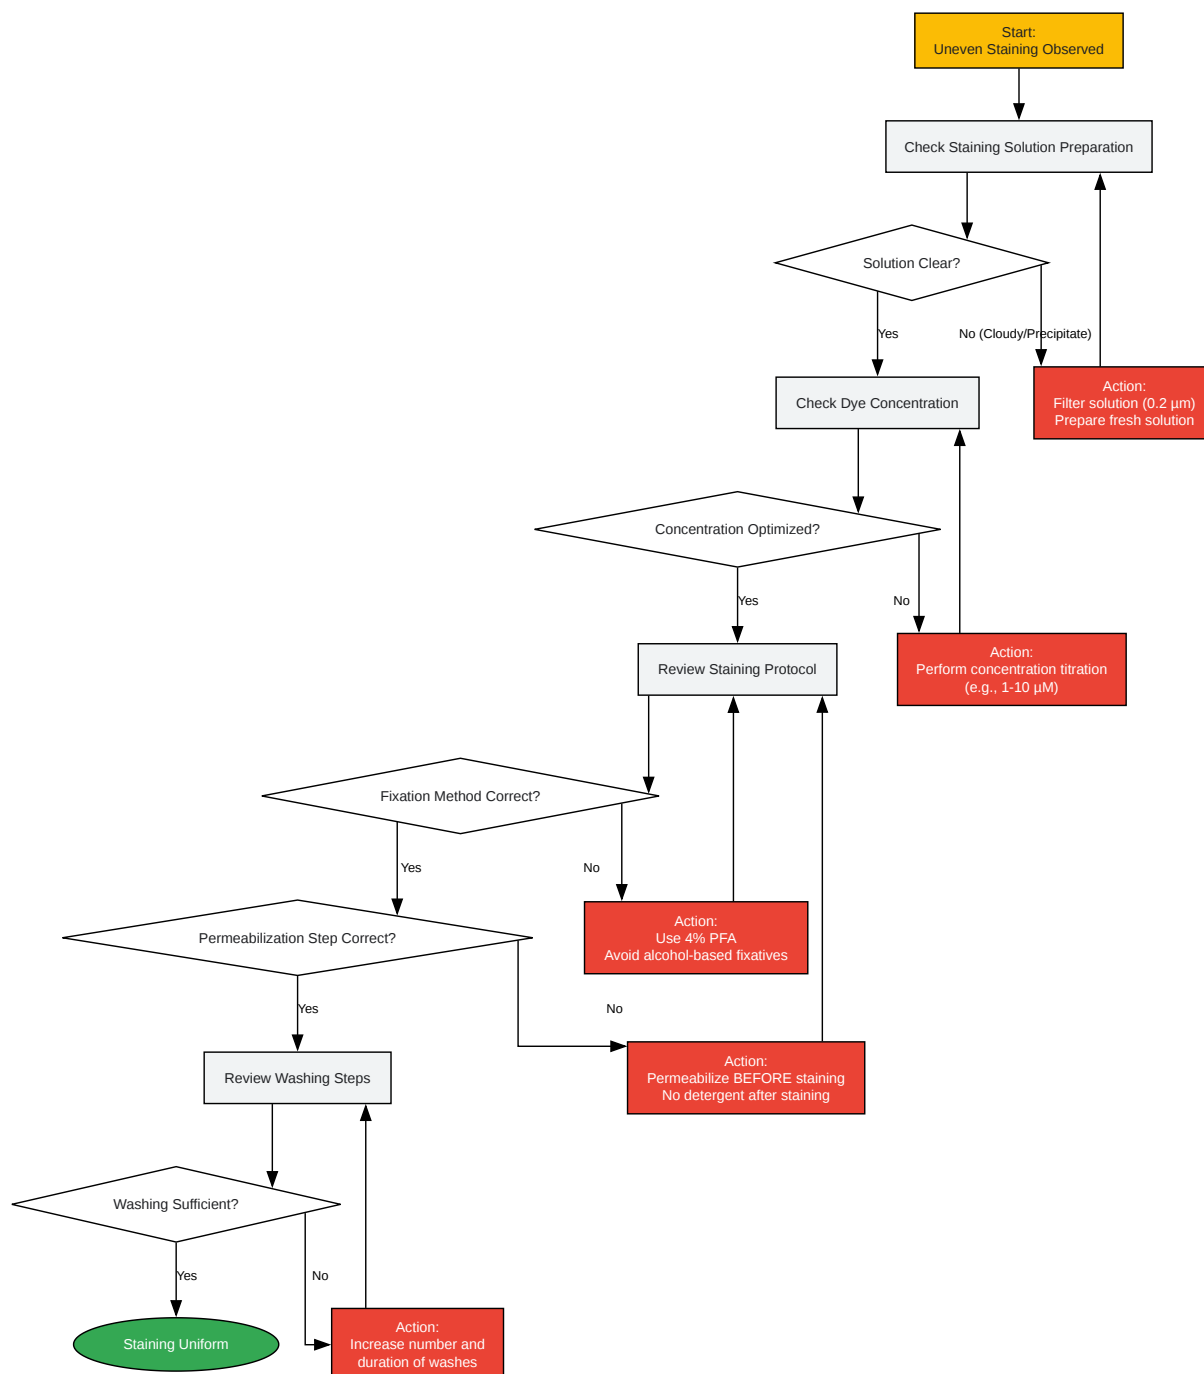 Start:
Uneven Staining Observed
Check Staining Solution Preparation
Solution Clear?
Yes
No (Cloudy/Precipitate)
Action:
Filter solution (0.2 µm)
Prepare fresh solution
Check Dye Concentration
Concentration Optimized?
Yes
No
Action:
Perform concentration titration
(e.g., 1-10 µM)
Review Staining Protocol
Fixation Method Correct?
Yes
No
Action:
Use 4% PFA
Avoid alcohol-based fixatives
Permeabilization Step Correct?
Yes
No
Action:
Permeabilize BEFORE staining
No detergent after staining
Review Washing Steps
Washing Sufficient?
Yes
No
Staining Uniform
Action:
Increase number and
duration of washes